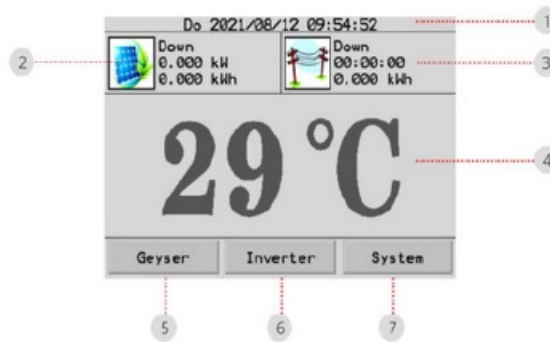 Do 2021/08/12 09:54:52
1
2
Down
0.000 kW
0.000 kWh
Down
00:00:00
0.000 kWh
3
29 °C
4
Geyser
Inverter
System
5
6
7